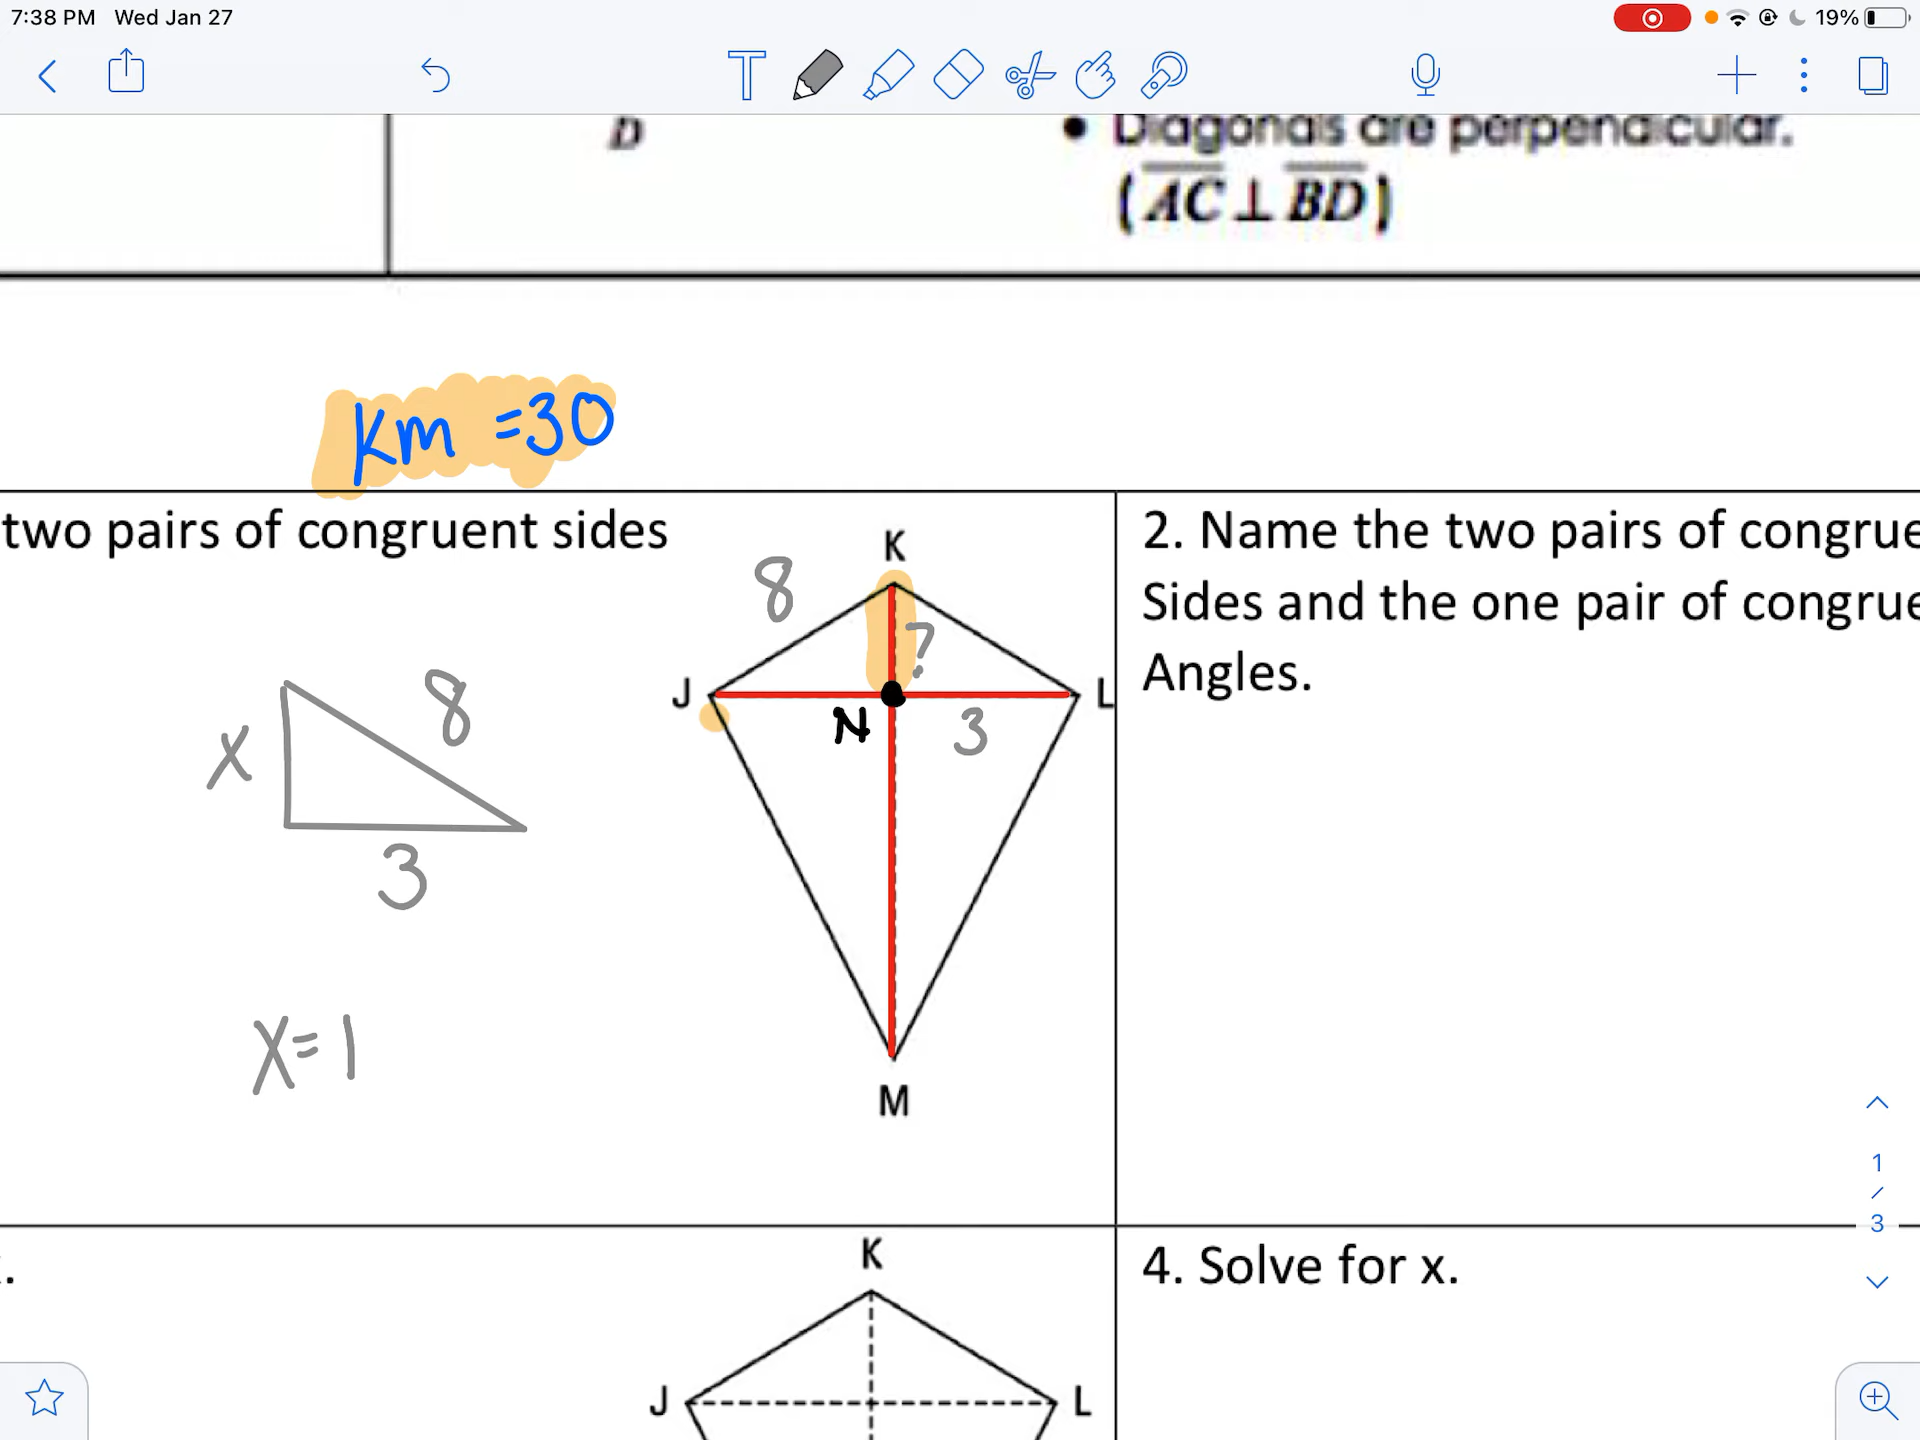 7:38 PM Wed Jan 27
19%
T
D
• Diagonals are perpendicular.
(AC ⊥ BD)
Km = 30
two pairs of congruent sides
K
8
?
J
L
N
3
M
x
8
3
x=1
2. Name the two pairs of congrue
Sides and the one pair of congrue
Angles.
1
/
3
.
K
J
L
4. Solve for x.